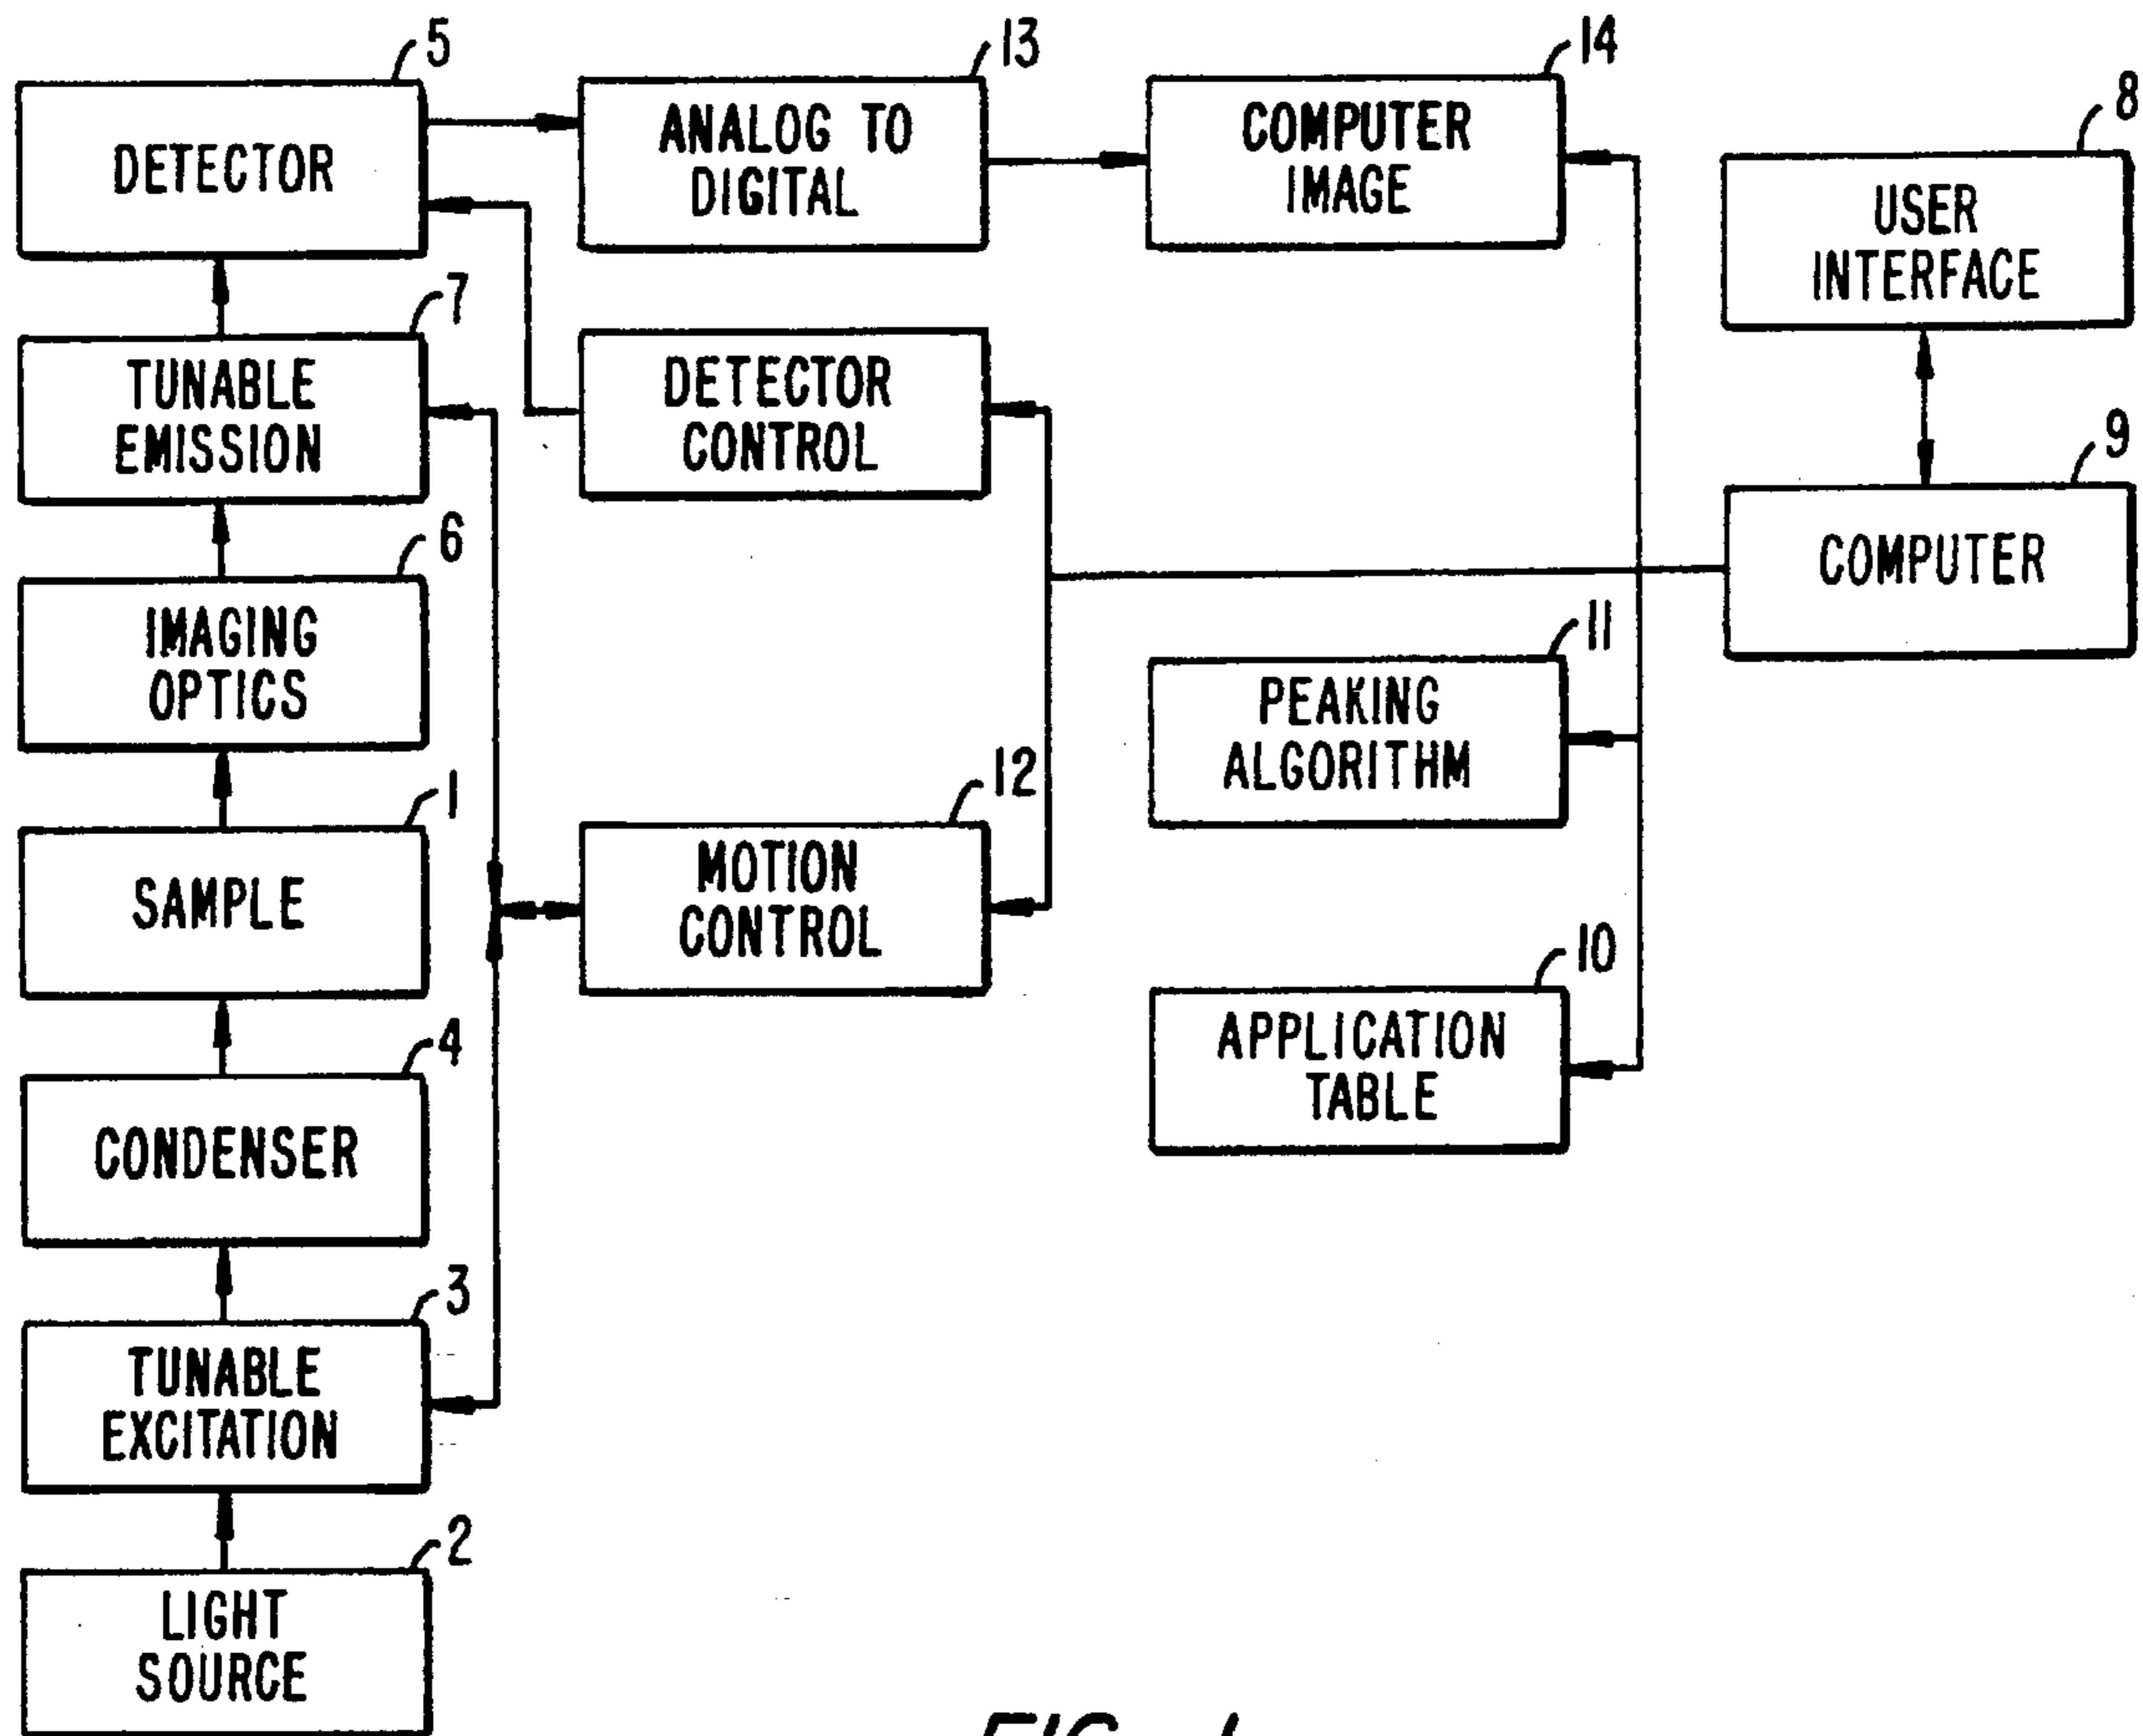 5
DETECTOR
13
ANALOG TO
DIGITAL
14
COMPUTER
IMAGE
8
USER
INTERFACE
7
TUNABLE
EMISSION
DETECTOR
CONTROL
9
COMPUTER
6
IMAGING
OPTICS
11
PEAKING
ALGORITHM
1
SAMPLE
12
MOTION
CONTROL
10
APPLICATION
TABLE
4
CONDENSER
3
TUNABLE
EXCITATION
2
LIGHT
SOURCE